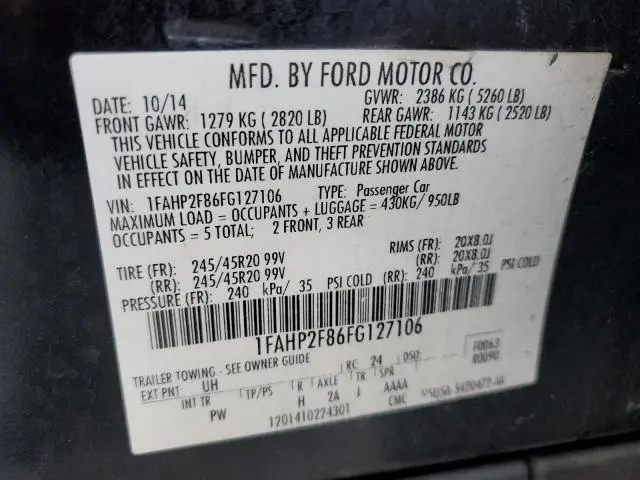 MFD. BY FORD MOTOR CO.
DATE: 10/14 GVWR: 2386 KG ( 5260 LB)
FRONT GAWR: 1279 KG ( 2820 LB) REAR GAWR: 1143 KG ( 2520 LB)
THIS VEHICLE CONFORMS TO ALL APPLICABLE FEDERAL MOTOR
VEHICLE SAFETY, BUMPER, AND THEFT PREVENTION STANDARDS
IN EFFECT ON THE DATE OF MANUFACTURE SHOWN ABOVE.
VIN: 1FAHP2F86FG127106 TYPE: Passenger Car
MAXIMUM LOAD = OCCUPANTS + LUGGAGE = 430KG/ 950LB
OCCUPANTS = 5 TOTAL; 2 FRONT, 3 REAR
TIRE (FR): 245/45R20 99V RIMS (FR): 20X8.0J
(RR): 245/45R20 99V (RR): 20X8.0J
PRESSURE (FR): 240 kPa/ 35 PSI COLD (RR): 240 kPa/ 35 PSI COLD
1FAHP2F86FG127106
TRAILER TOWING - SEE OWNER GUIDE RC: 24 DSO: F0063
R0090
EXT PNT: UH
INT TR TP/PS R AXLE TR SPR
PW H 2A J AAAA
1201410224301 CMC